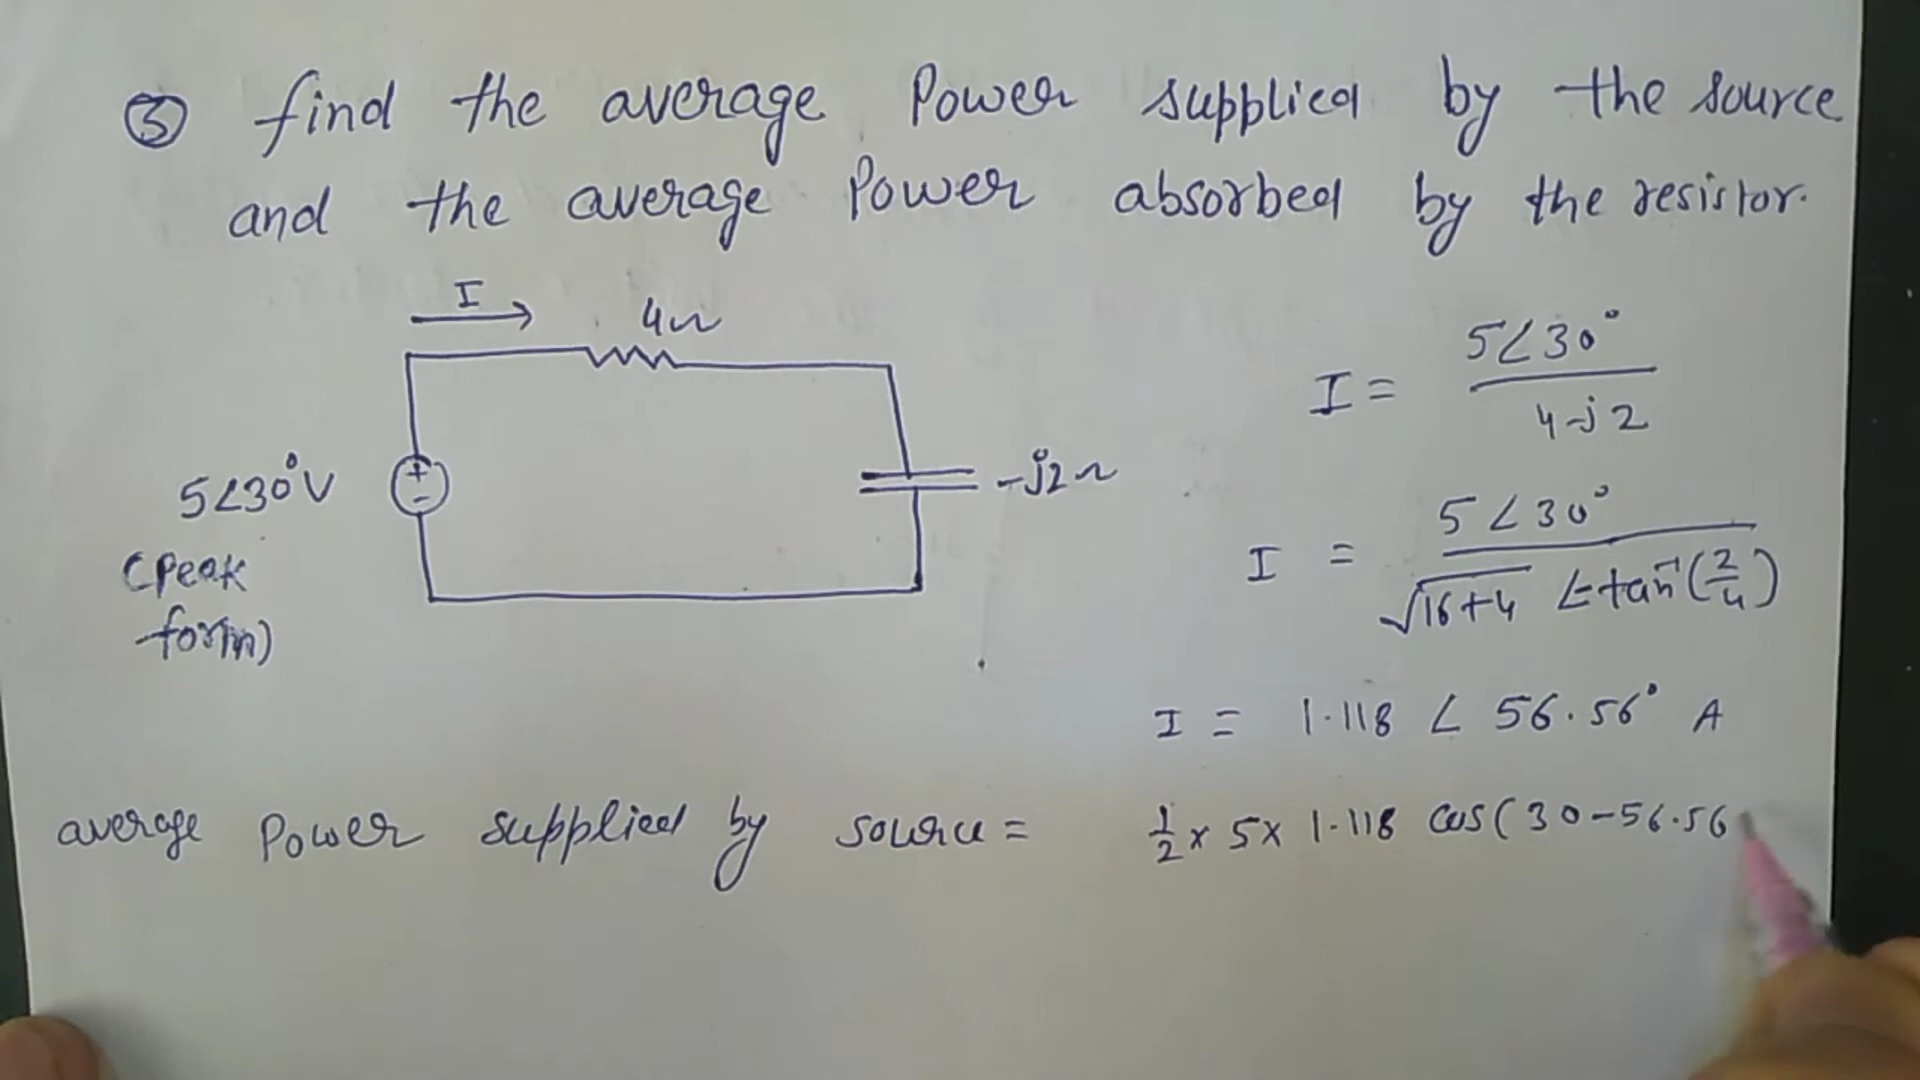 ③ find the average Power supplied by the source
and the average Power absorbed by the resistor.
I
4Ω
5∠30°V
(Peak
form)
+
-
-j2Ω
I = 5∠30° / 4-j2
I = 5∠30° / √16+4 ∠-tan⁻¹(2/4)
I = 1.118 ∠ 56.56° A
average Power supplied by source = 1/2 x 5x 1.118 cos(30-56.56